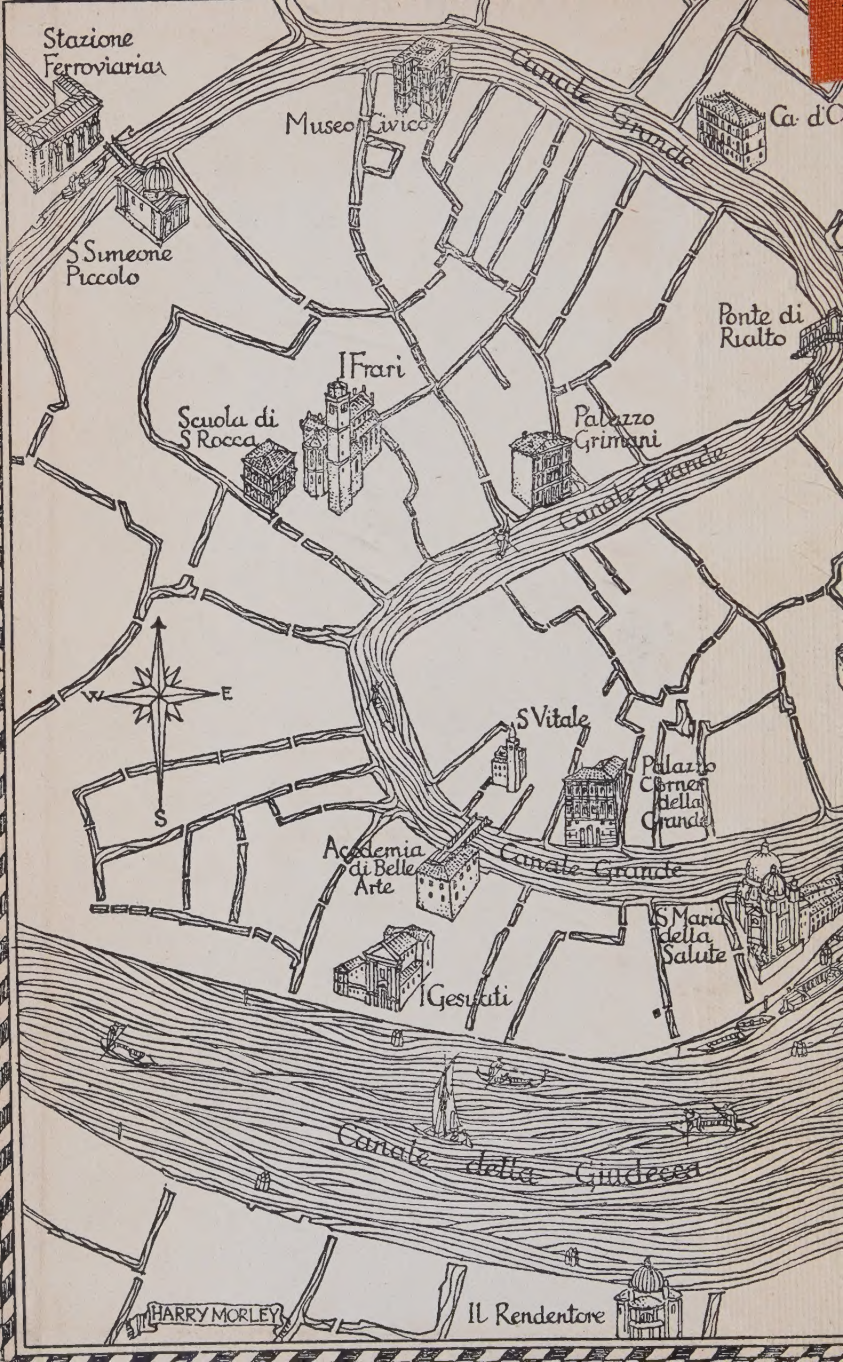 Stazione
Ferroviaria
Museo Civico
Canale Grande
Ca d'O
S Simeone
Piccolo
Ponte di
Rialto
I Frari
Scuola di
S Rocca
Palazzo
Grimani
Canale Grande
W E
S
S Vitale
Palazzo
Corner
della
Grande
Accademia
di Belle
Arte
Canale Grande
S Maria
della
Salute
I Gesuati
Canale della Giudecca
HARRY MORLEY
Il Rendentore